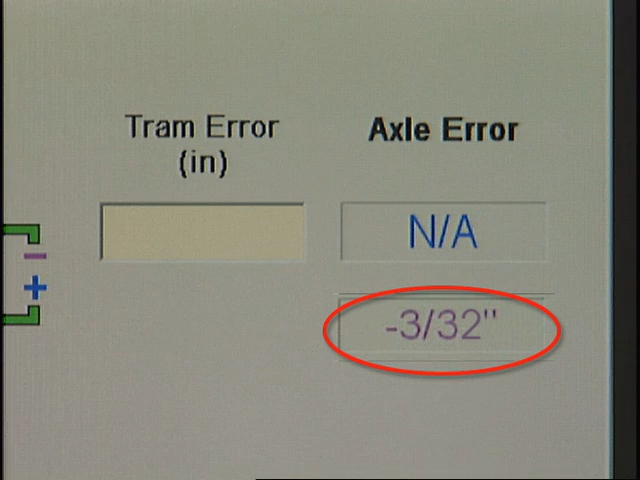 Tram Error
(in)
Axle Error
N/A
-
+
-3/32"